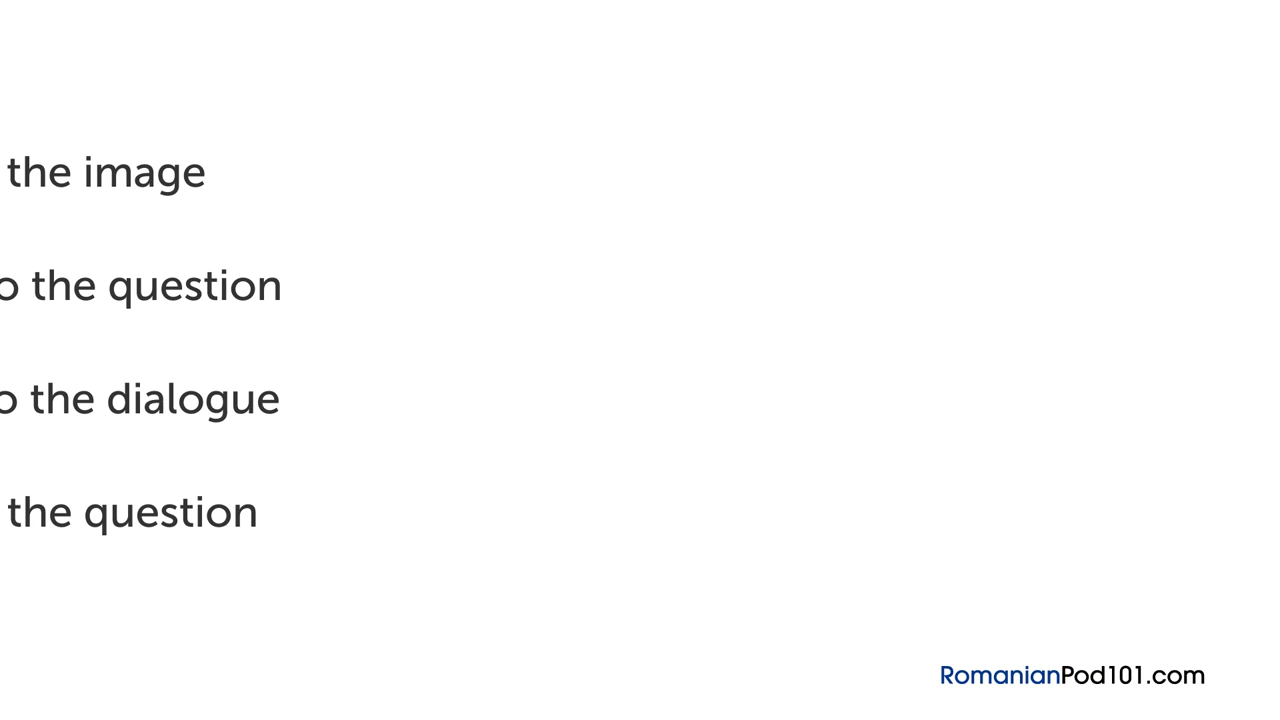 the image
o the question
o the dialogue
the question
RomanianPod101.com